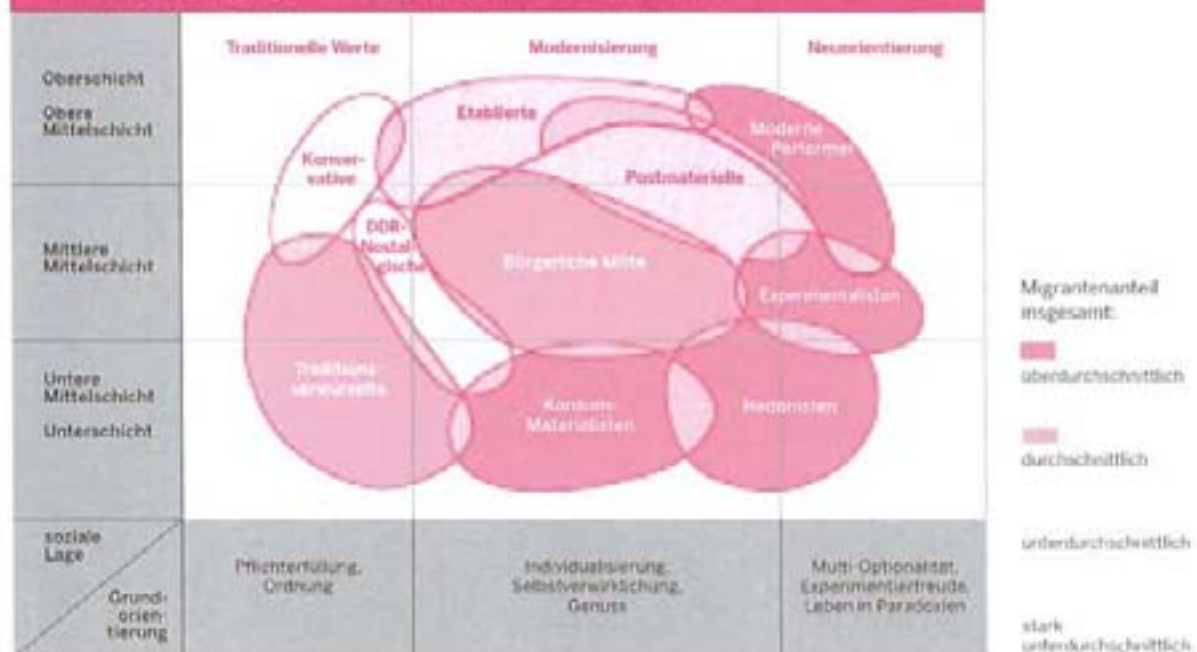 Traditionelle Werte
Modernisierung
Neuorientierung
Oberschicht
Obere
Mittelschicht
Mittlere
Mittelschicht
Untere
Mittelschicht
Unterschicht
Etablierte
Moderne
Performer
Konser-
vative
Postmaterielle
DDR-
Nostal-
gische
Bürgerliche Mitte
Experimentalisten
Traditions-
verwurzelte
Konsum-
Materialisten
Hedonisten
soziale
Lage
Grund-
orien-
tierung
Pflichterfüllung,
Ordnung
Individualisierung,
Selbstverwirklichung,
Genuss
Multi-Optionalität,
Experimentierfreude,
Leben in Paradoxien
Migrantenanteil
insgesamt:
überdurchschnittlich
durchschnittlich
unterdurchschnittlich
stark
unterdurchschnittlich